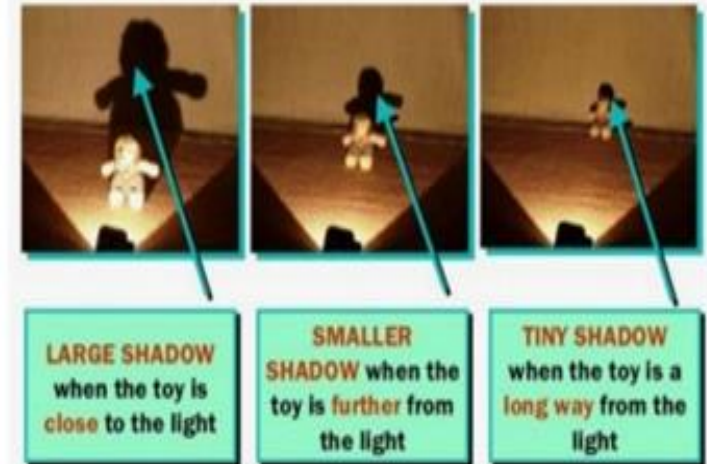 LARGE SHADOW
when the toy is
close to the light
SMALLER
SHADOW when the
toy is further from
the light
TINY SHADOW
when the toy is a
long way from the
light